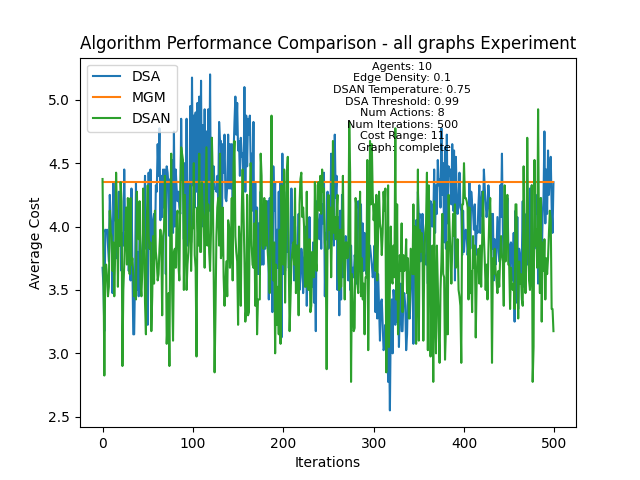 Algorithm Performance Comparison - all graphs Experiment
DSA
MGM
DSAN
Agents: 10
Edge Density: 0.1
DSAN Temperature: 0.75
DSA Threshold: 0.99
Num Actions: 8
Num Iterations: 500
Cost Range: 11
Graph: complete
Average Cost
5.0
4.5
4.0
3.5
3.0
2.5
0 100 200 300 400 500
Iterations